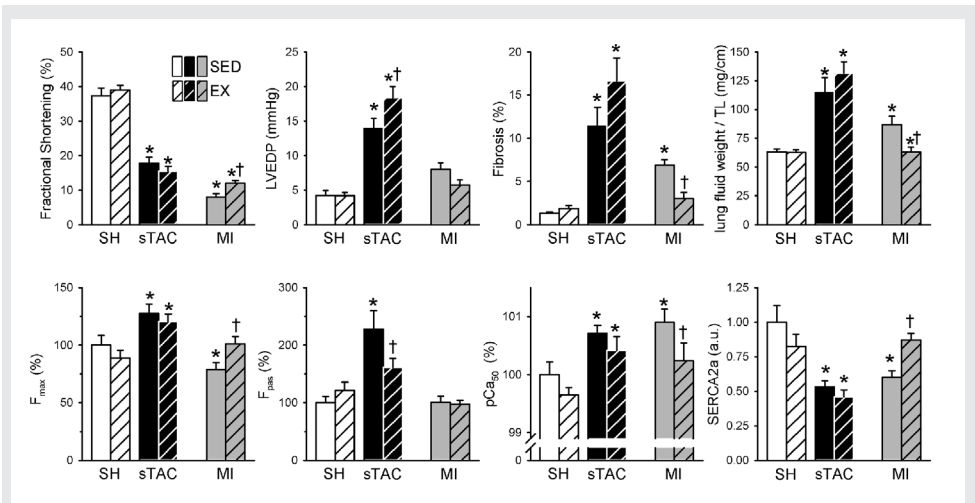 Fractional Shortening (%)
50
40
30
20
10
0
SED
EX
*
*
*
*†
SH
sTAC
MI
LVEDP (mmHg)
25
20
15
10
5
0
*
*†
SH
sTAC
MI
Fibrosis (%)
20
15
10
5
0
*
*
*
†
SH
sTAC
MI
lung fluid weight / TL (mg/cm)
150
125
100
75
50
25
0
*
*
*
*†
SH
sTAC
MI
Fmax (%)
150
100
50
0
*
*
*
†
SH
sTAC
MI
Fpas (%)
300
200
100
0
*
†
SH
sTAC
MI
pCa50 (%)
101
100
99
0
*
*
*
†
SH
sTAC
MI
SERCA2a (a.u.)
1.25
1.00
0.75
0.50
0.25
0.00
*
*
*
†
SH
sTAC
MI